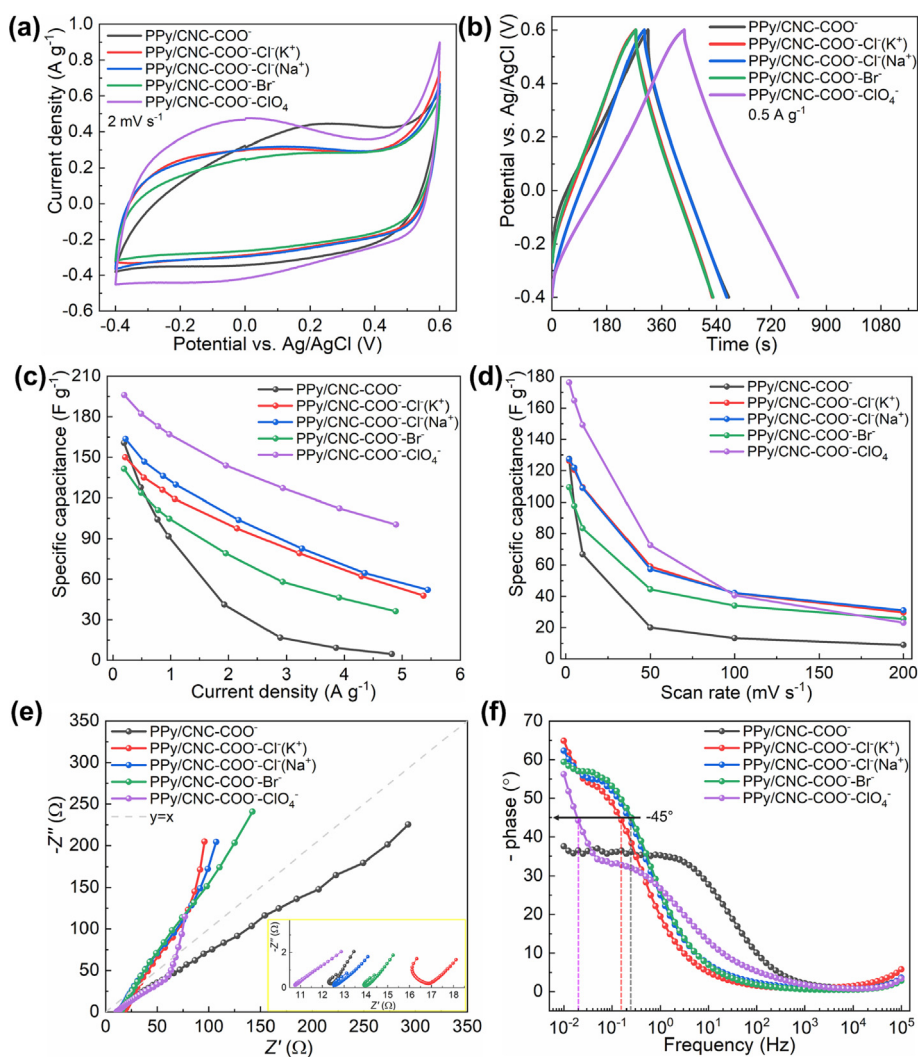 (a)
PPy/CNC-COO⁻
PPy/CNC-COO⁻-Cl⁻(K⁺)
PPy/CNC-COO⁻-Cl⁻(Na⁺)
PPy/CNC-COO⁻-Br⁻
PPy/CNC-COO⁻-ClO₄
2 mV s⁻¹
Current density (A g⁻¹)
1.0
0.8
0.6
0.4
0.2
0.0
-0.2
-0.4
-0.6
-0.4 -0.2 0.0 0.2 0.4 0.6
Potential vs. Ag/AgCl (V)
(b)
PPy/CNC-COO⁻
PPy/CNC-COO⁻-Cl⁻(K⁺)
PPy/CNC-COO⁻-Cl⁻(Na⁺)
PPy/CNC-COO⁻-Br⁻
PPy/CNC-COO⁻-ClO₄⁻
0.5 A g⁻¹
Potential vs. Ag/AgCl (V)
0.6
0.4
0.2
0.0
-0.2
-0.4
0 180 360 540 720 900 1080
Time (s)
(c)
PPy/CNC-COO⁻
PPy/CNC-COO⁻-Cl⁻(K⁺)
PPy/CNC-COO⁻-Cl⁻(Na⁺)
PPy/CNC-COO⁻-Br⁻
PPy/CNC-COO⁻-ClO₄⁻
Specific capacitance (F g⁻¹)
210
180
150
120
90
60
30
0
0 1 2 3 4 5 6
Current density (A g⁻¹)
(d)
PPy/CNC-COO⁻
PPy/CNC-COO⁻-Cl⁻(K⁺)
PPy/CNC-COO⁻-Cl⁻(Na⁺)
PPy/CNC-COO⁻-Br⁻
PPy/CNC-COO⁻-ClO₄
Specific capacitance (F g⁻¹)
180
160
140
120
100
80
60
40
20
0
0 50 100 150 200
Scan rate (mV s⁻¹)
(e)
PPy/CNC-COO⁻
PPy/CNC-COO⁻-Cl⁻(K⁺)
PPy/CNC-COO⁻-Cl⁻(Na⁺)
PPy/CNC-COO⁻-Br⁻
PPy/CNC-COO⁻-ClO₄⁻
y=x
-Z″ (Ω)
350
300
250
200
150
100
50
0
0 50 100 150 200 250 300 350
Z′ (Ω)
-Z″ (Ω)
4
2
0
11 12 13 14 15 16 17 18
Z′ (Ω)
(f)
PPy/CNC-COO⁻
PPy/CNC-COO⁻-Cl⁻(K⁺)
PPy/CNC-COO⁻-Cl⁻(Na⁺)
PPy/CNC-COO⁻-Br⁻
PPy/CNC-COO⁻-ClO₄⁻
-45°
- phase (°)
70
60
50
40
30
20
10
0
10⁻² 10⁻¹ 10⁰ 10¹ 10² 10³ 10⁴ 10⁵
Frequency (Hz)